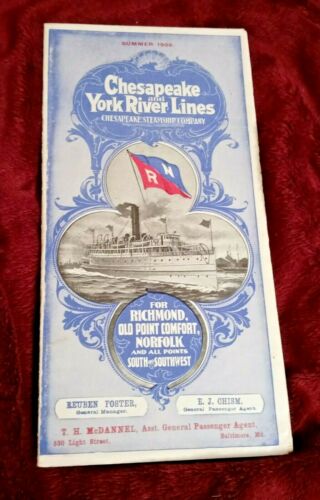 SUMMER 1909
Chesapeake
and
York River Lines
CHESAPEAKE STEAMSHIP COMPANY
R N
FOR
RICHMOND,
OLD POINT COMFORT,
NORFOLK
AND ALL POINTS
SOUTH AND SOUTHWEST
REUBEN FOSTER,
General Manager.
E. J. CHISM,
General Passenger Agent.
T. H. McDANNEL, Asst. General Passenger Agent,
530 Light Street, Baltimore, Md.